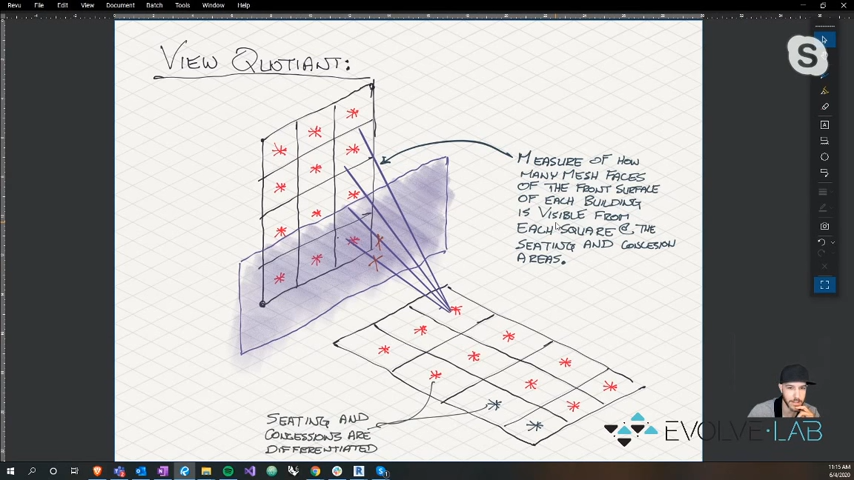 Revu File Edit View Document Batch Tools Window Help
VIEW QUOTIANT:
MEASURE OF HOW
MANY MESH FACES
OF THE FRONT SURFACE
OF EACH BUILDING
IS VISIBLE FROM
EACH SQUARE @ THE
SEATING AND CONCESION
AREAS.
SEATING AND
CONCESSIONS ARE
DIFFERENTIATED
EVOLVE LAB
11:15 AM
6/4/2020